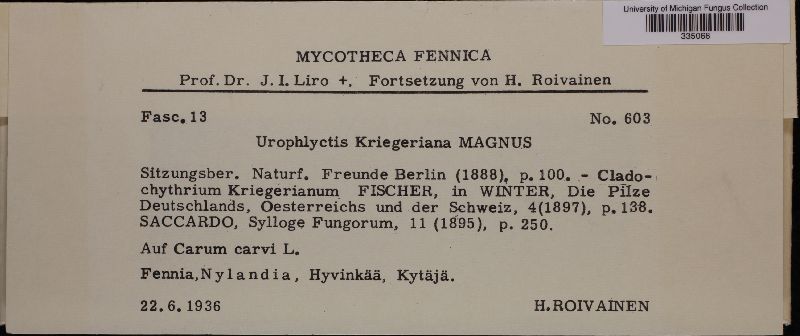 University of Michigan Fungus Collection
335066
MYCOTHECA FENNICA
Prof. Dr. J. I. Liro +. Fortsetzung von H. Roivainen
Fasc. 13 No. 603
Urophlyctis Kriegeriana MAGNUS
Sitzungsber. Naturf. Freunde Berlin (1888), p. 100. - Clado-
chythrium Kriegerianum FISCHER, in WINTER, Die Pilze
Deutschlands, Oesterreichs und der Schweiz, 4(1897), p. 138.
SACCARDO, Sylloge Fungorum, 11 (1895), p. 250.
Auf Carum carvi L.
Fennia, Nylandia, Hyvinkää, Kytäjä.
22. 6. 1936 H. ROIVAINEN